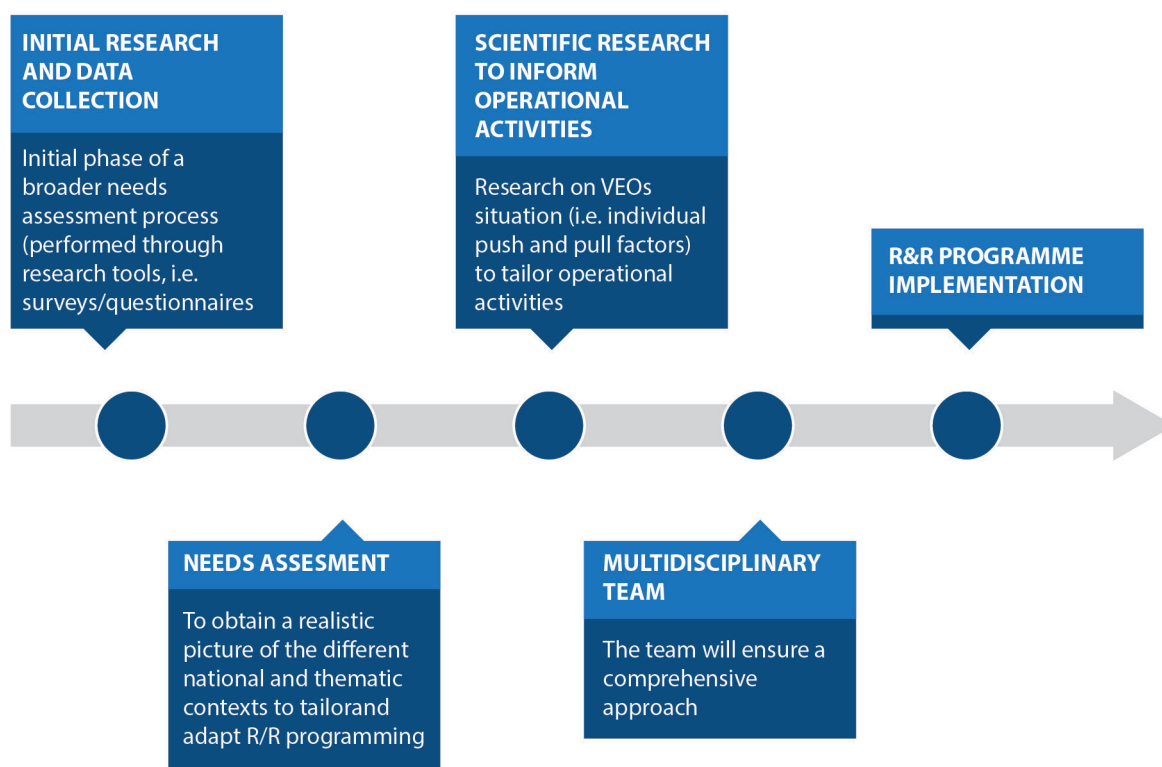 INITIAL RESEARCH
AND DATA
COLLECTION
Initial phase of a
broader needs
assessment process
(performed through
research tools, i.e.
surveys/questionnaires
NEEDS ASSESMENT
To obtain a realistic
picture of the different
national and thematic
contexts to tailorand
adapt R/R programming
SCIENTIFIC RESEARCH
TO INFORM
OPERATIONAL
ACTIVITIES
Research on VEOs
situation (i.e. individual
push and pull factors)
to tailor operational
activities
MULTIDISCIPLINARY
TEAM
The team will ensure a
comprehensive
approach
R&R PROGRAMME
IMPLEMENTATION